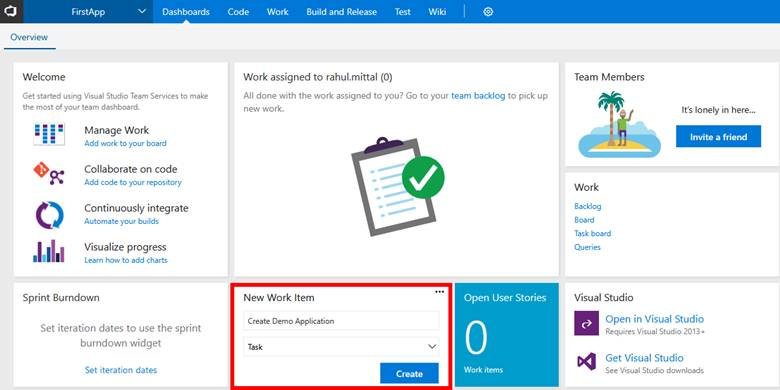 FirstApp
Dashboards
Code
Work
Build and Release
Test
Wiki
Overview
Welcome
Get started using Visual Studio Team Services to make
the most of your team dashboard.
Manage Work
Add work to your board
Collaborate on code
Add code to your repository
Continuously integrate
Automate your builds
Visualize progress
Learn how to add charts
Work assigned to rahul.mittal (0)
All done with the work assigned to you? Go to your team backlog to pick up
new work.
Team Members
It's lonely in here...
Invite a friend
Work
Backlog
Board
Task board
Queries
Sprint Burndown
Set iteration dates to use the sprint
burndown widget
Set iteration dates
New Work Item
Create Demo Application
Task
Create
Open User Stories
0
Work items
Visual Studio
Open in Visual Studio
Requires Visual Studio 2013+
Get Visual Studio
See Visual Studio downloads